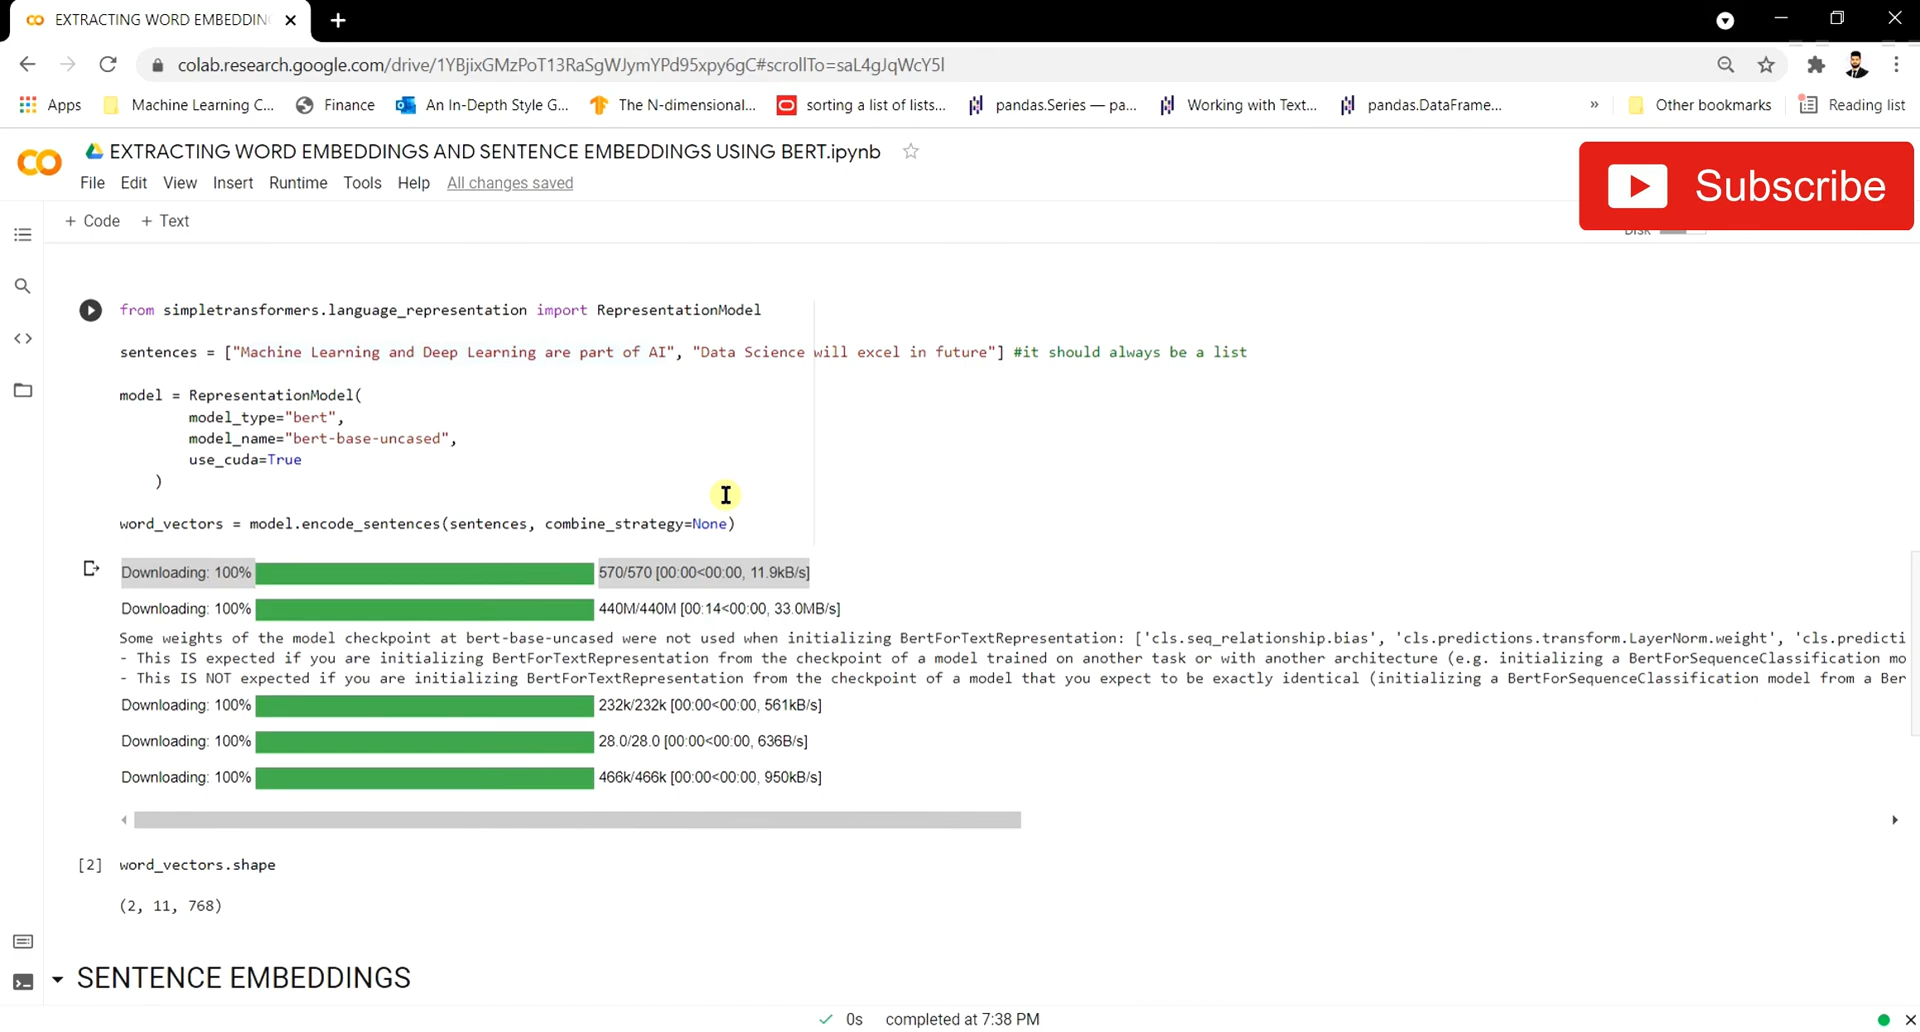 EXTRACTING WORD EMBEDDIN
colab.research.google.com/drive/1YBjixGMzPoT13RaSgWJymYPd95xpy6gC#scrollTo=saL4gJqWcY5l
Apps Machine Learning C... Finance An In-Depth Style G... The N-dimensional... sorting a list of lists... pandas.Series — pa... Working with Text... pandas.DataFrame... » Other bookmarks Reading list
EXTRACTING WORD EMBEDDINGS AND SENTENCE EMBEDDINGS USING BERT.ipynb
File Edit View Insert Runtime Tools Help All changes saved
Subscribe
+ Code + Text
Disk
from simpletransformers.language_representation import RepresentationModel
sentences = ["Machine Learning and Deep Learning are part of AI", "Data Science will excel in future"] #it should always be a list
model = RepresentationModel(
model_type="bert",
model_name="bert-base-uncased",
use_cuda=True
)
word_vectors = model.encode_sentences(sentences, combine_strategy=None)
Downloading: 100% 570/570 [00:00<00:00, 11.9kB/s]
Downloading: 100% 440M/440M [00:14<00:00, 33.0MB/s]
Some weights of the model checkpoint at bert-base-uncased were not used when initializing BertForTextRepresentation: ['cls.seq_relationship.bias', 'cls.predictions.transform.LayerNorm.weight', 'cls.predicti
- This IS expected if you are initializing BertForTextRepresentation from the checkpoint of a model trained on another task or with another architecture (e.g. initializing a BertForSequenceClassification mo
- This IS NOT expected if you are initializing BertForTextRepresentation from the checkpoint of a model that you expect to be exactly identical (initializing a BertForSequenceClassification model from a Ber
Downloading: 100% 232k/232k [00:00<00:00, 561kB/s]
Downloading: 100% 28.0/28.0 [00:00<00:00, 636B/s]
Downloading: 100% 466k/466k [00:00<00:00, 950kB/s]
[2] word_vectors.shape
(2, 11, 768)
SENTENCE EMBEDDINGS
0s completed at 7:38 PM